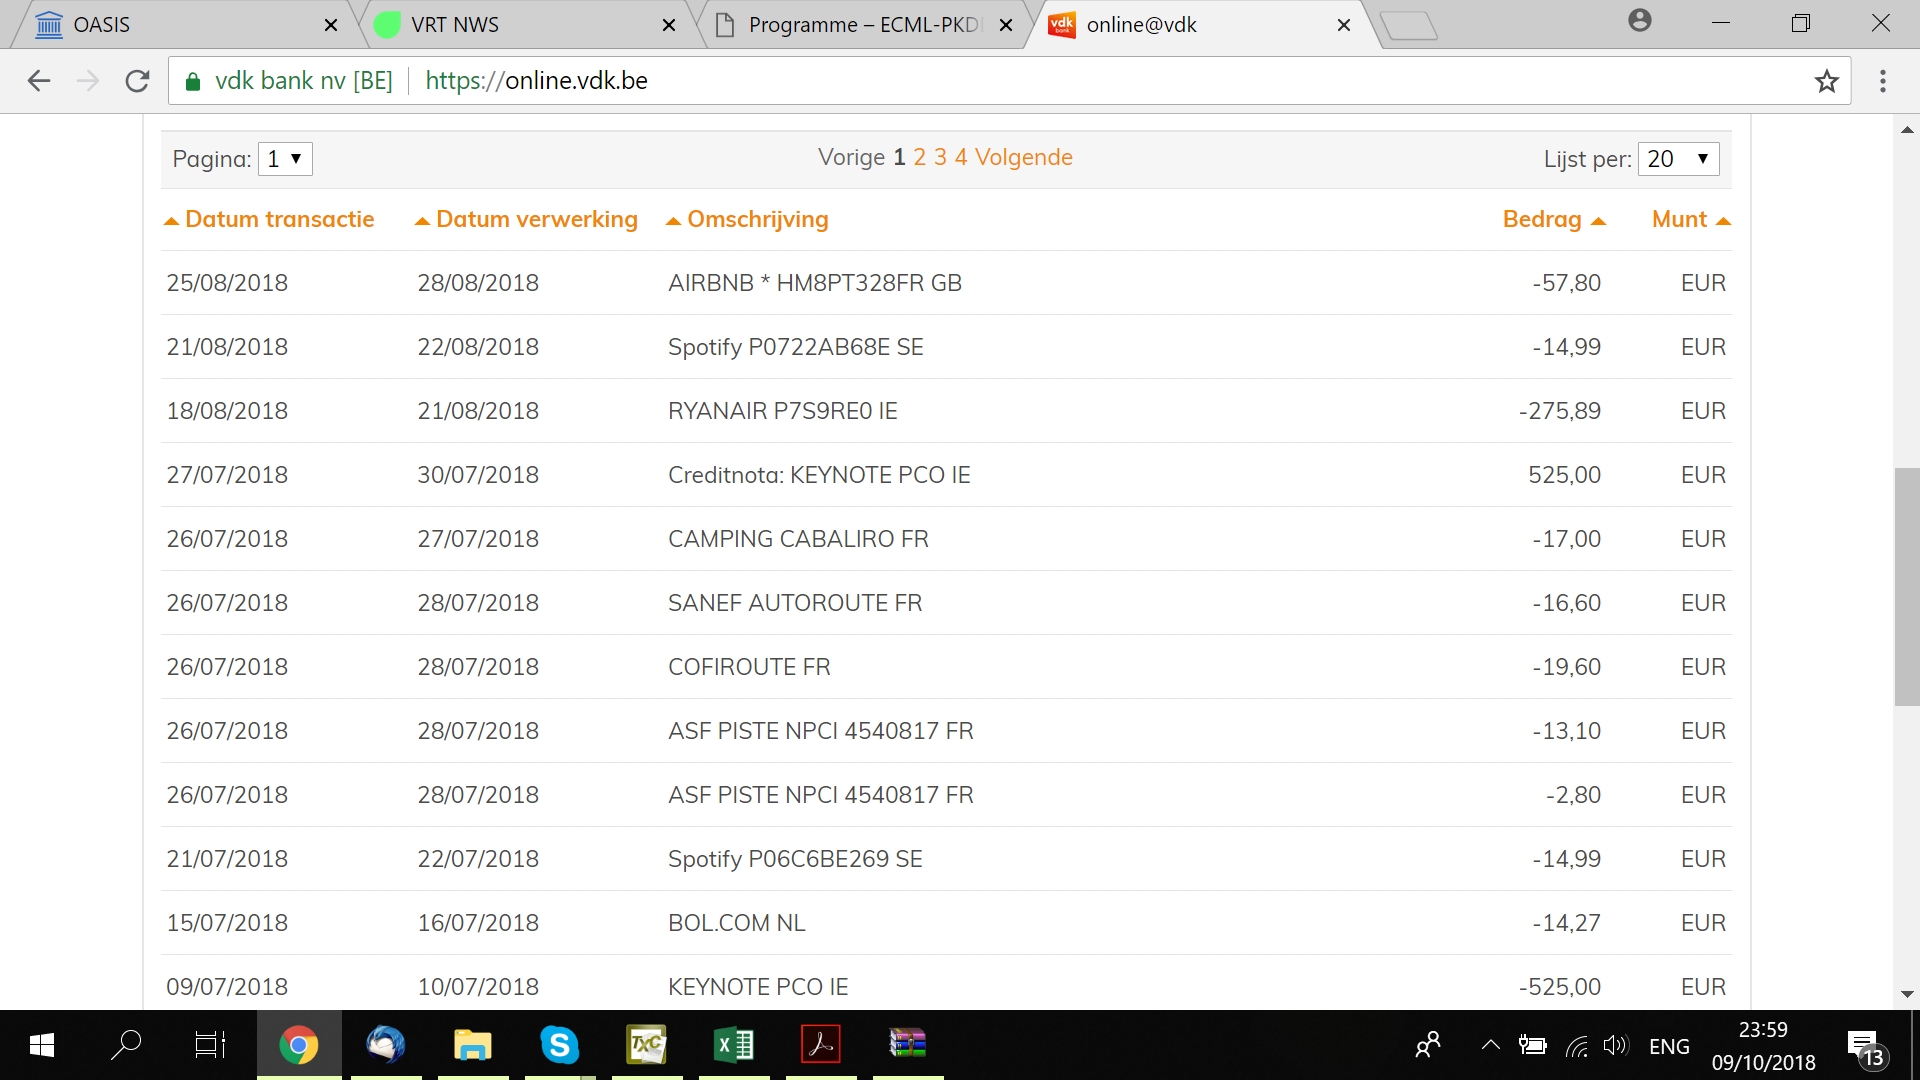 OASIS
VRT NWS
Programme – ECML-PKD
online@vdk
vdk bank nv [BE] https://online.vdk.be
Pagina: 1 Vorige 1 2 3 4 Volgende Lijst per: 20
Datum transactie Datum verwerking Omschrijving Bedrag Munt
25/08/2018 28/08/2018 AIRBNB * HM8PT328FR GB -57,80 EUR
21/08/2018 22/08/2018 Spotify P0722AB68E SE -14,99 EUR
18/08/2018 21/08/2018 RYANAIR P7S9RE0 IE -275,89 EUR
27/07/2018 30/07/2018 Creditnota: KEYNOTE PCO IE 525,00 EUR
26/07/2018 27/07/2018 CAMPING CABALIRO FR -17,00 EUR
26/07/2018 28/07/2018 SANEF AUTOROUTE FR -16,60 EUR
26/07/2018 28/07/2018 COFIROUTE FR -19,60 EUR
26/07/2018 28/07/2018 ASF PISTE NPCI 4540817 FR -13,10 EUR
26/07/2018 28/07/2018 ASF PISTE NPCI 4540817 FR -2,80 EUR
21/07/2018 22/07/2018 Spotify P06C6BE269 SE -14,99 EUR
15/07/2018 16/07/2018 BOL.COM NL -14,27 EUR
09/07/2018 10/07/2018 KEYNOTE PCO IE -525,00 EUR
ENG
23:59
09/10/2018
13